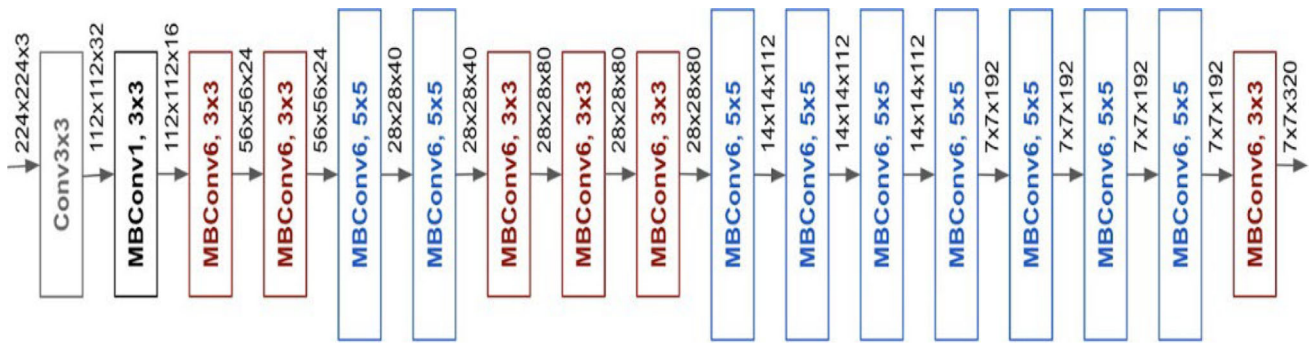 224x224x3
Conv3x3
112x112x32
MBConv1, 3x3
112x112x16
MBConv6, 3x3
56x56x24
MBConv6, 3x3
56x56x24
MBConv6, 5x5
28x28x40
MBConv6, 5x5
28x28x40
MBConv6, 3x3
28x28x80
MBConv6, 3x3
28x28x80
MBConv6, 3x3
28x28x80
MBConv6, 5x5
14x14x112
MBConv6, 5x5
14x14x112
MBConv6, 5x5
14x14x112
MBConv6, 5x5
7x7x192
MBConv6, 5x5
7x7x192
MBConv6, 5x5
7x7x192
MBConv6, 5x5
7x7x192
MBConv6, 3x3
7x7x320